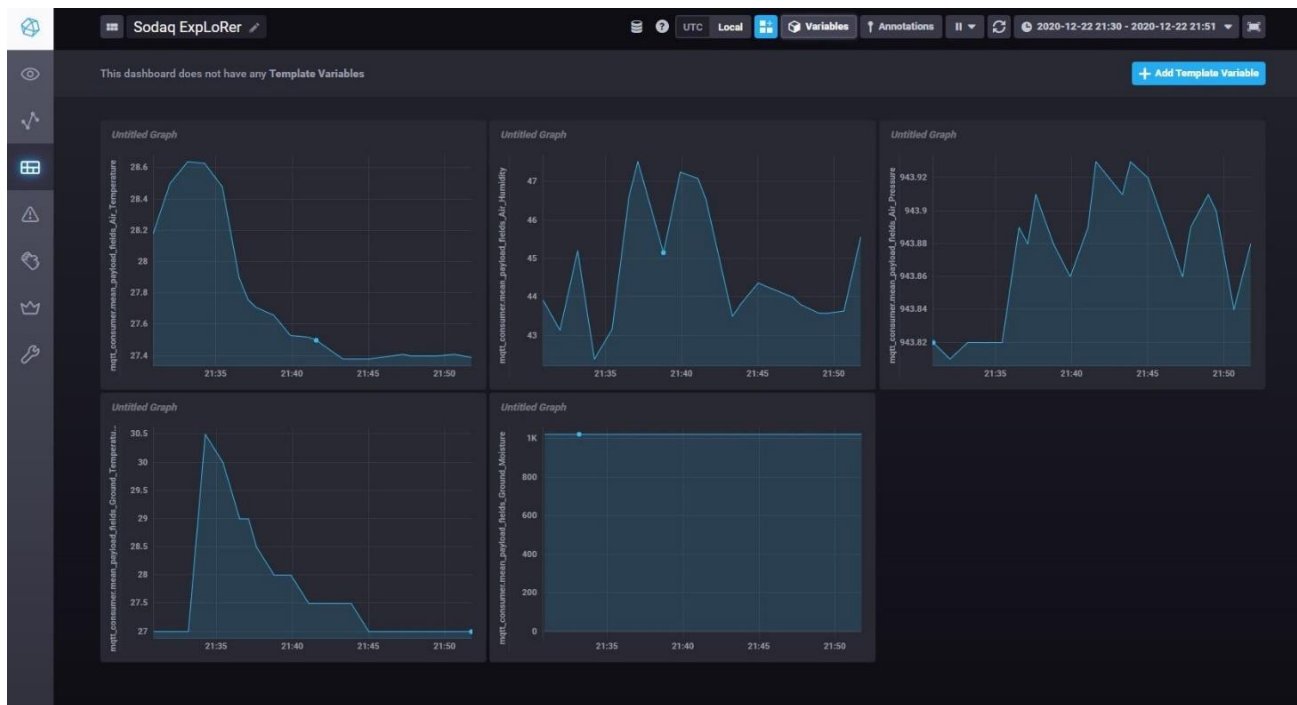 Sodaq ExpLoRer
UTC Local Variables Annotations 2020-12-22 21:30 - 2020-12-22 21:51
This dashboard does not have any Template Variables
+ Add Template Variable
Untitled Graph
mqtt_consumer.mean_payload_fields_Air_Temperature
28.6
28.4
28.2
28
27.8
27.6
27.4
21:35 21:40 21:45 21:50
Untitled Graph
mqtt_consumer.mean_payload_fields_Air_Humidity
47
46
45
44
43
21:35 21:40 21:45 21:50
Untitled Graph
mqtt_consumer.mean_payload_fields_Air_Pressure
943.92
943.9
943.88
943.86
943.84
943.82
21:35 21:40 21:45 21:50
Untitled Graph
mqtt_consumer.mean_payload_fields_Ground_Temperatu...
30.5
30
29.5
29
28.5
28
27.5
27
21:35 21:40 21:45 21:50
Untitled Graph
mqtt_consumer.mean_payload_fields_Ground_Moisture
1K
800
600
400
200
0
21:35 21:40 21:45 21:50